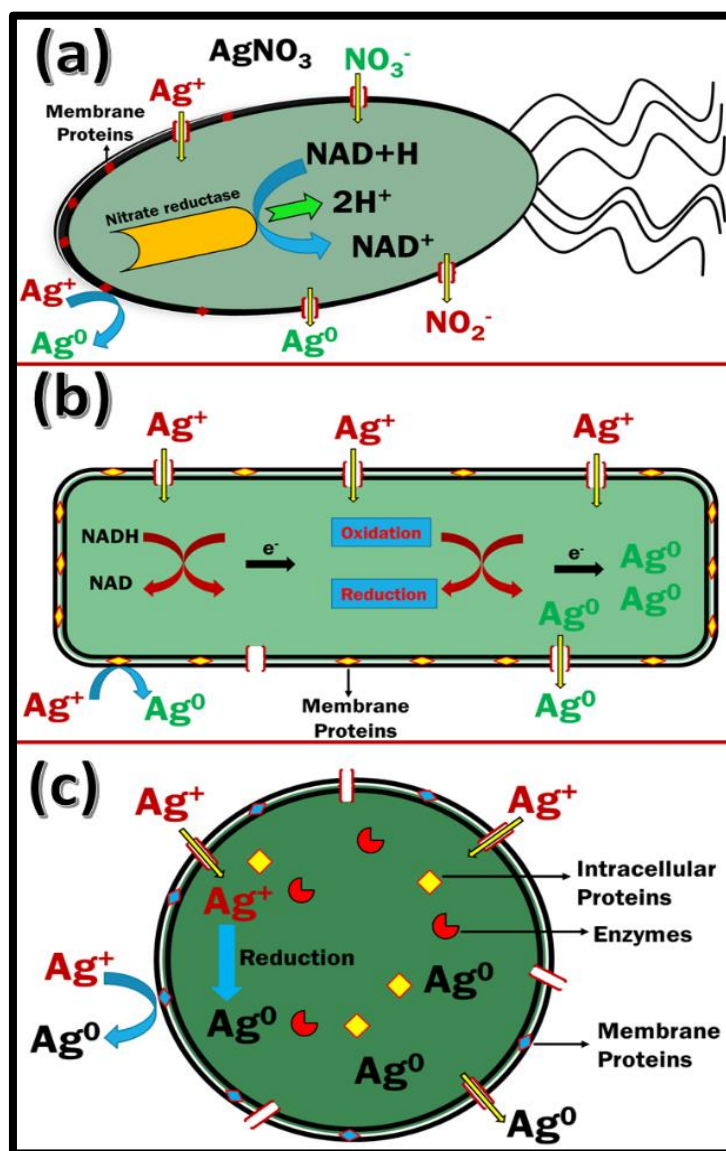 (a)
AgNO₃
NO₃⁻
Ag⁺
Membrane
Proteins
NAD+H
Nitrate reductase
2H⁺
NAD⁺
Ag⁺
Ag⁰
Ag⁰
NO₂⁻
(b)
Ag⁺
Ag⁺
Ag⁺
NADH
Oxidation
e⁻
e⁻
Ag⁰
NAD
Reduction
Ag⁰
Ag⁰
Ag⁺
Ag⁰
Membrane
Proteins
Ag⁰
(c)
Ag⁺
Ag⁺
Intracellular
Proteins
Ag⁺
Enzymes
Reduction
Ag⁺
Ag⁰
Ag⁰
Ag⁰
Membrane
Proteins
Ag⁰
Ag⁰